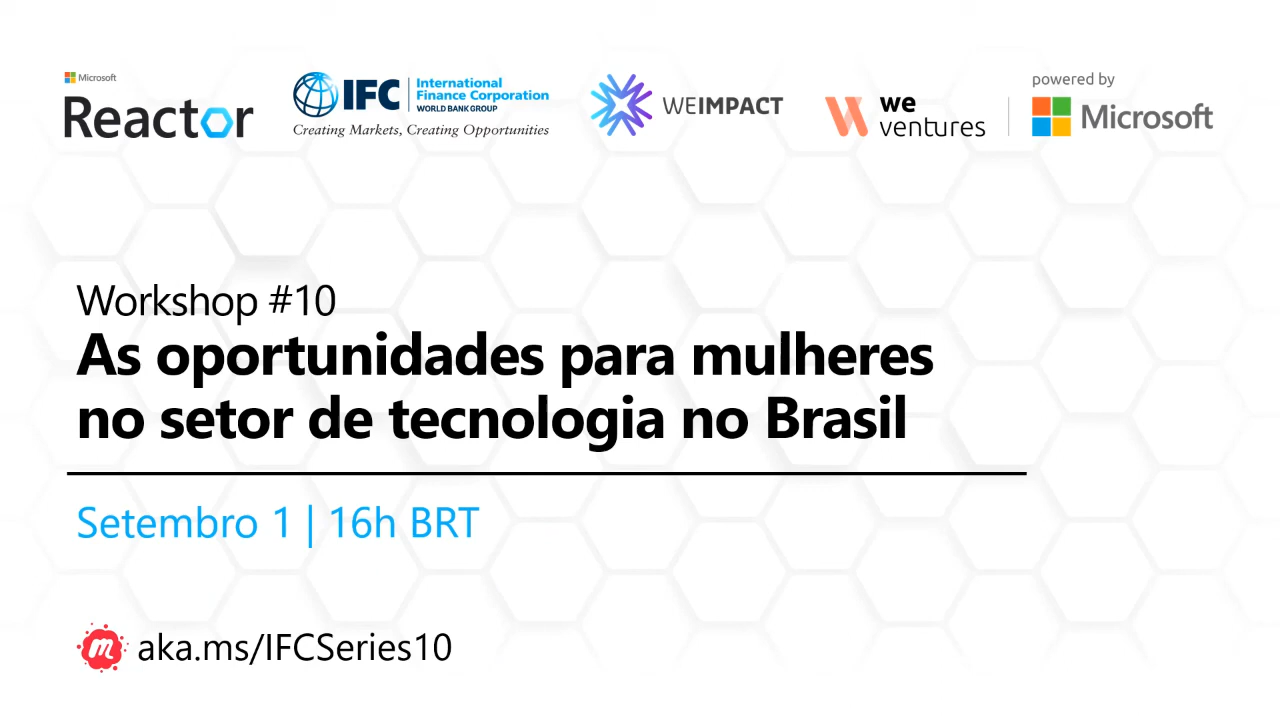 Microsoft
Reactor
IFC
International
Finance Corporation
WORLD BANK GROUP
Creating Markets, Creating Opportunities
WEIMPACT
we
ventures
powered by
Microsoft
Workshop #10
As oportunidades para mulheres
no setor de tecnologia no Brasil
Setembro 1 | 16h BRT
m
aka.ms/IFCSeries10